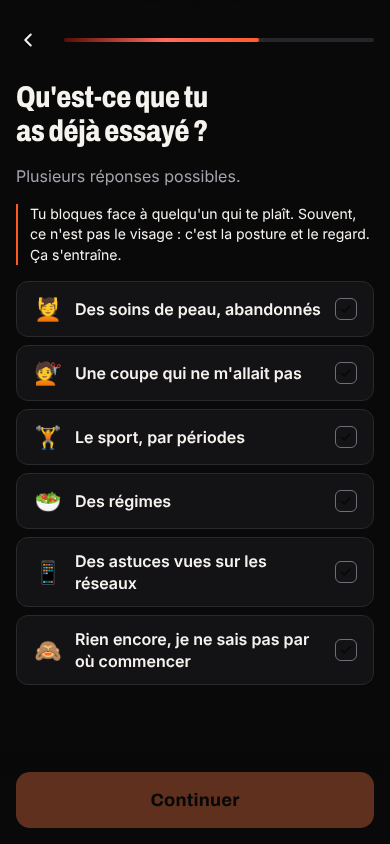 Qu'est-ce que tu
as déjà essayé ?
Plusieurs réponses possibles.
Tu bloques face à quelqu'un qui te plaît. Souvent,
ce n'est pas le visage : c'est la posture et le regard.
Ça s'entraîne.
Des soins de peau, abandonnés
Une coupe qui ne m'allait pas
Le sport, par périodes
Des régimes
Des astuces vues sur les
réseaux
Rien encore, je ne sais pas par
où commencer
Continuer